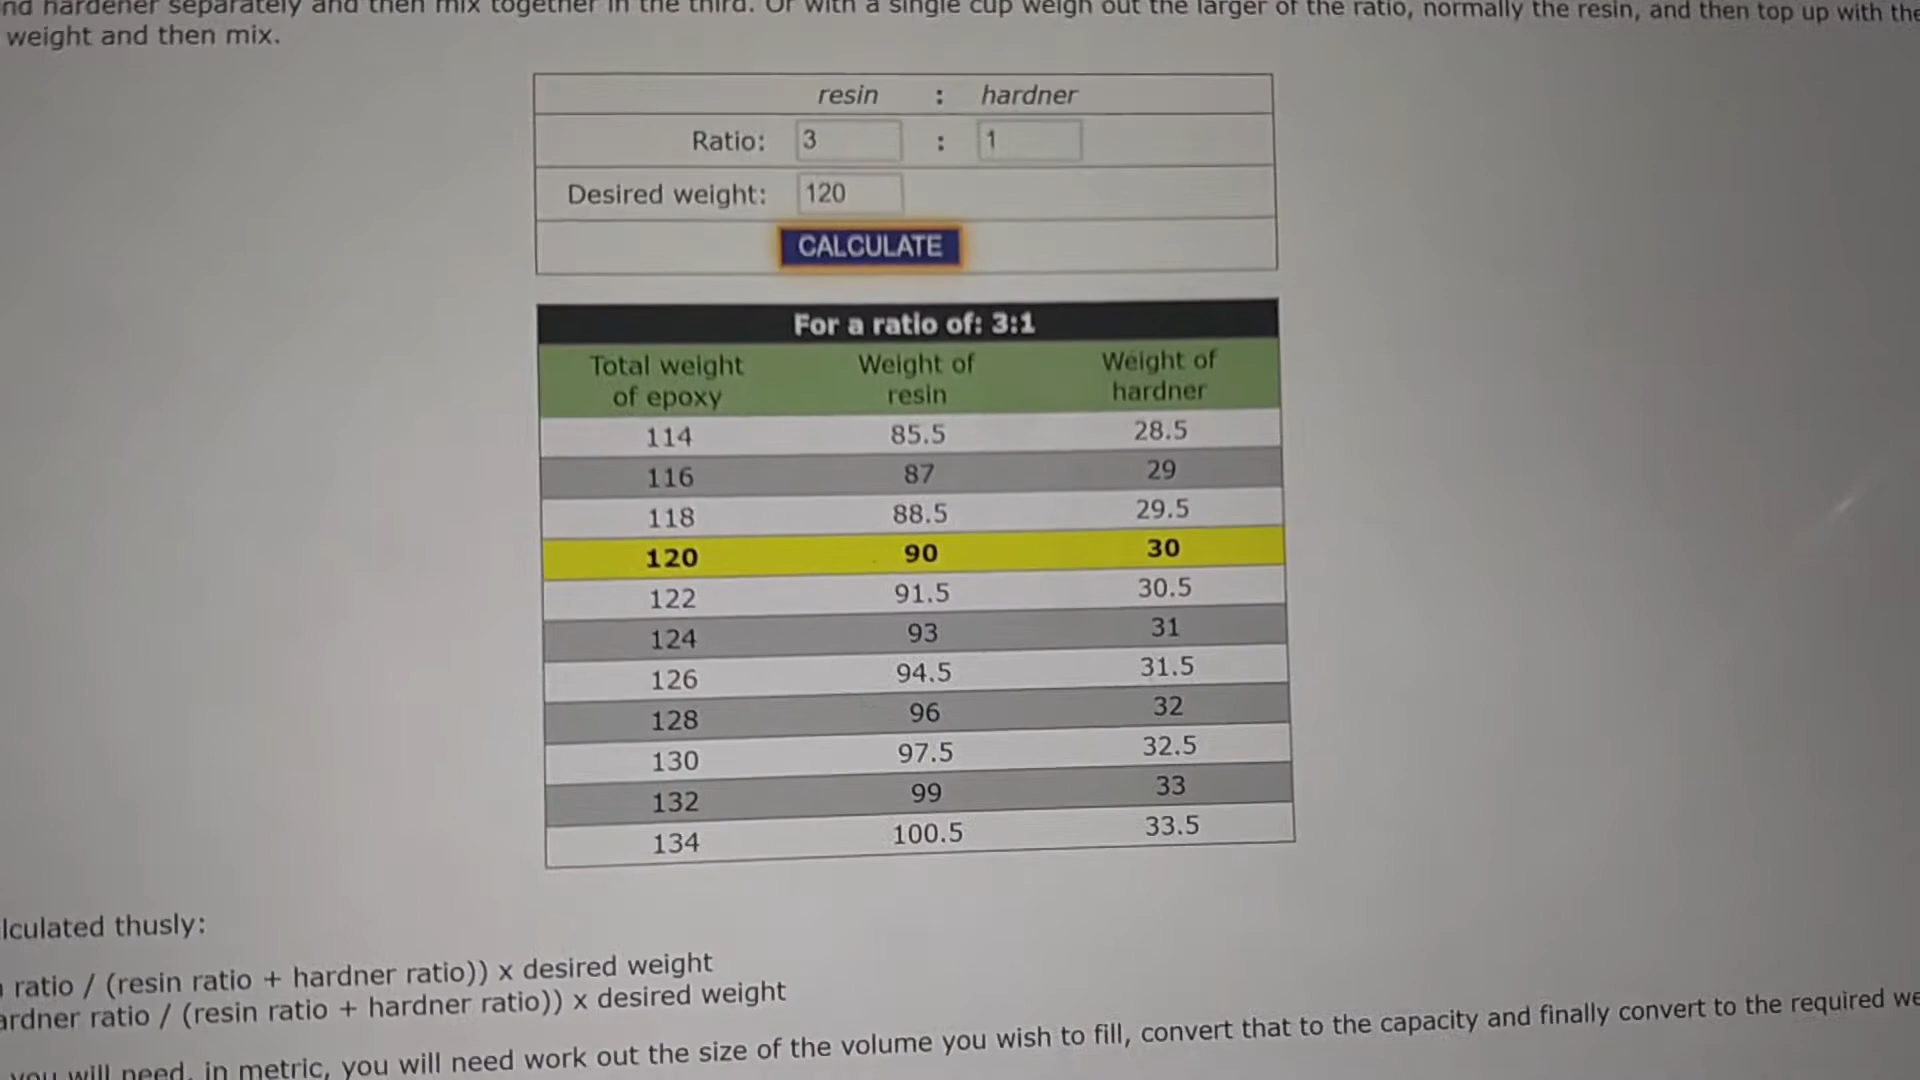 nd hardener separately and then mix together in the third. Or with a single cup weigh out the larger of the ratio, normally the resin, and then top up with the
weight and then mix.
resin : hardner
Ratio: 3 : 1
Desired weight: 120
CALCULATE
For a ratio of: 3:1
Total weight of epoxy Weight of resin Weight of hardner
114 85.5 28.5
116 87 29
118 88.5 29.5
120 90 30
122 91.5 30.5
124 93 31
126 94.5 31.5
128 96 32
130 97.5 32.5
132 99 33
134 100.5 33.5
lculated thusly:
ratio / (resin ratio + hardner ratio)) x desired weight
ardner ratio / (resin ratio + hardner ratio)) x desired weight
you will need, in metric, you will need work out the size of the volume you wish to fill, convert that to the capacity and finally convert to the required we